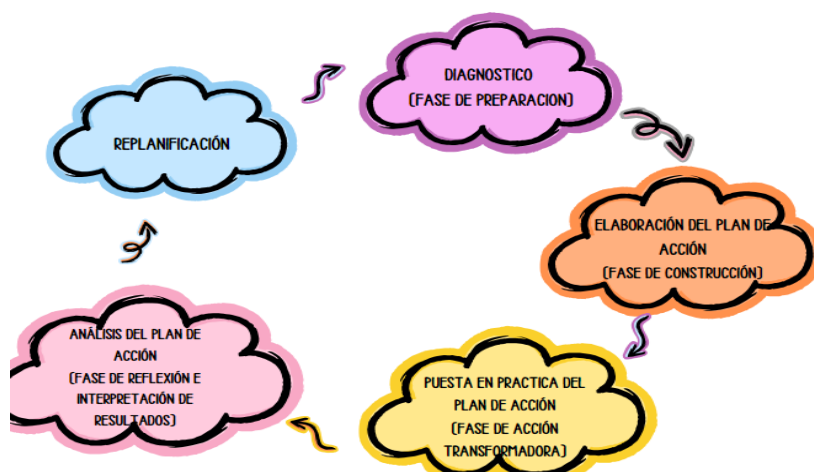 DIAGNOSTICO
(FASE DE PREPARACION)
REPLANIFICACIÓN
ELABORACIÓN DEL PLAN DE
ACCIÓN
(FASE DE CONSTRUCCIÓN)
PUESTA EN PRACTICA DEL
PLAN DE ACCIÓN
(FASE DE ACCIÓN
TRANSFORMADORA)
ANÁLISIS DEL PLAN DE
ACCIÓN
(FASE DE REFLEXIÓN E
INTERPRETACIÓN DE
RESULTADOS)